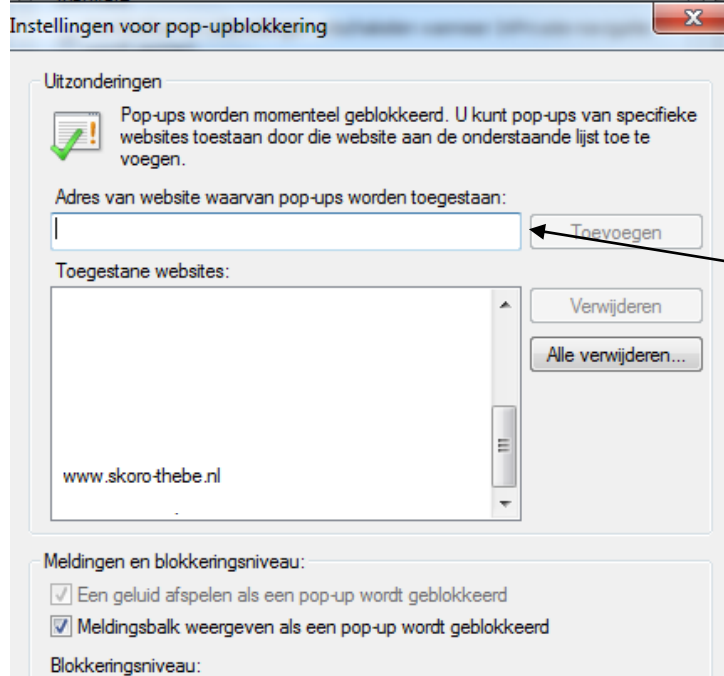 Instellingen voor pop-upblokkering
Uitzonderingen
Pop-ups worden momenteel geblokkeerd. U kunt pop-ups van specifieke
websites toestaan door die website aan de onderstaande lijst toe te
voegen.
Adres van website waarvan pop-ups worden toegestaan:
Toevoegen
Toegestane websites:
Verwijderen
Alle verwijderen...
www.skoro-thebe.nl
Meldingen en blokkeringsniveau:
Een geluid afspelen als een pop-up wordt geblokkeerd
Meldingsbalk weergeven als een pop-up wordt geblokkeerd
Blokkeringsniveau: